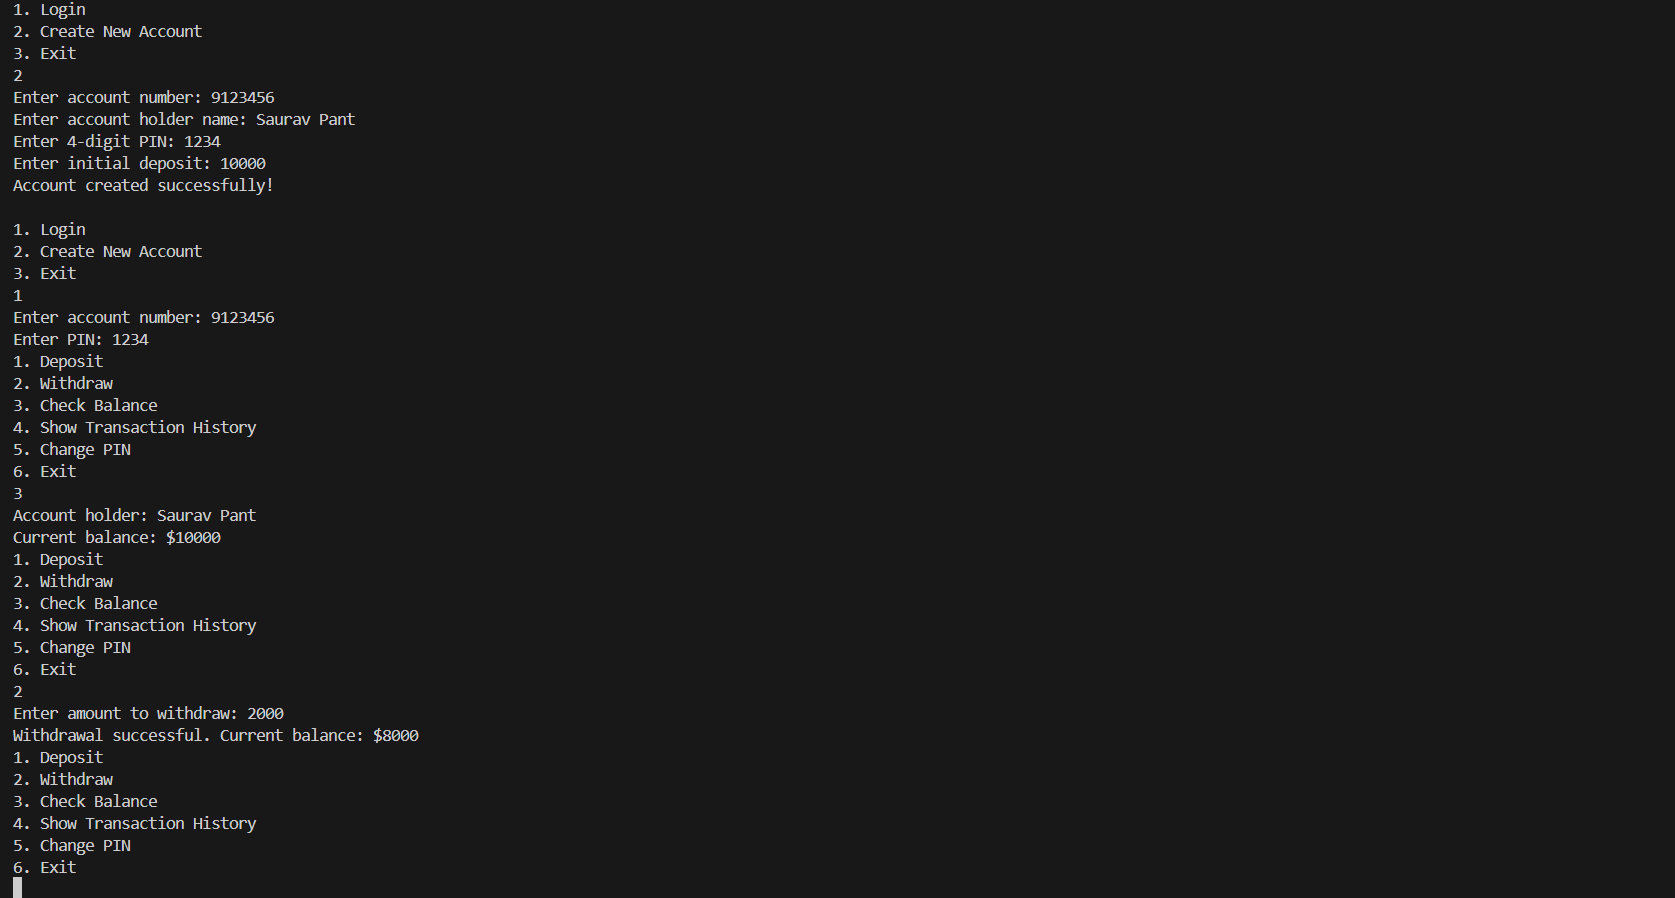 1. Login
2. Create New Account
3. Exit
2
Enter account number: 9123456
Enter account holder name: Saurav Pant
Enter 4-digit PIN: 1234
Enter initial deposit: 10000
Account created successfully!

1. Login
2. Create New Account
3. Exit
1
Enter account number: 9123456
Enter PIN: 1234
1. Deposit
2. Withdraw
3. Check Balance
4. Show Transaction History
5. Change PIN
6. Exit
3
Account holder: Saurav Pant
Current balance: $10000
1. Deposit
2. Withdraw
3. Check Balance
4. Show Transaction History
5. Change PIN
6. Exit
2
Enter amount to withdraw: 2000
Withdrawal successful. Current balance: $8000
1. Deposit
2. Withdraw
3. Check Balance
4. Show Transaction History
5. Change PIN
6. Exit